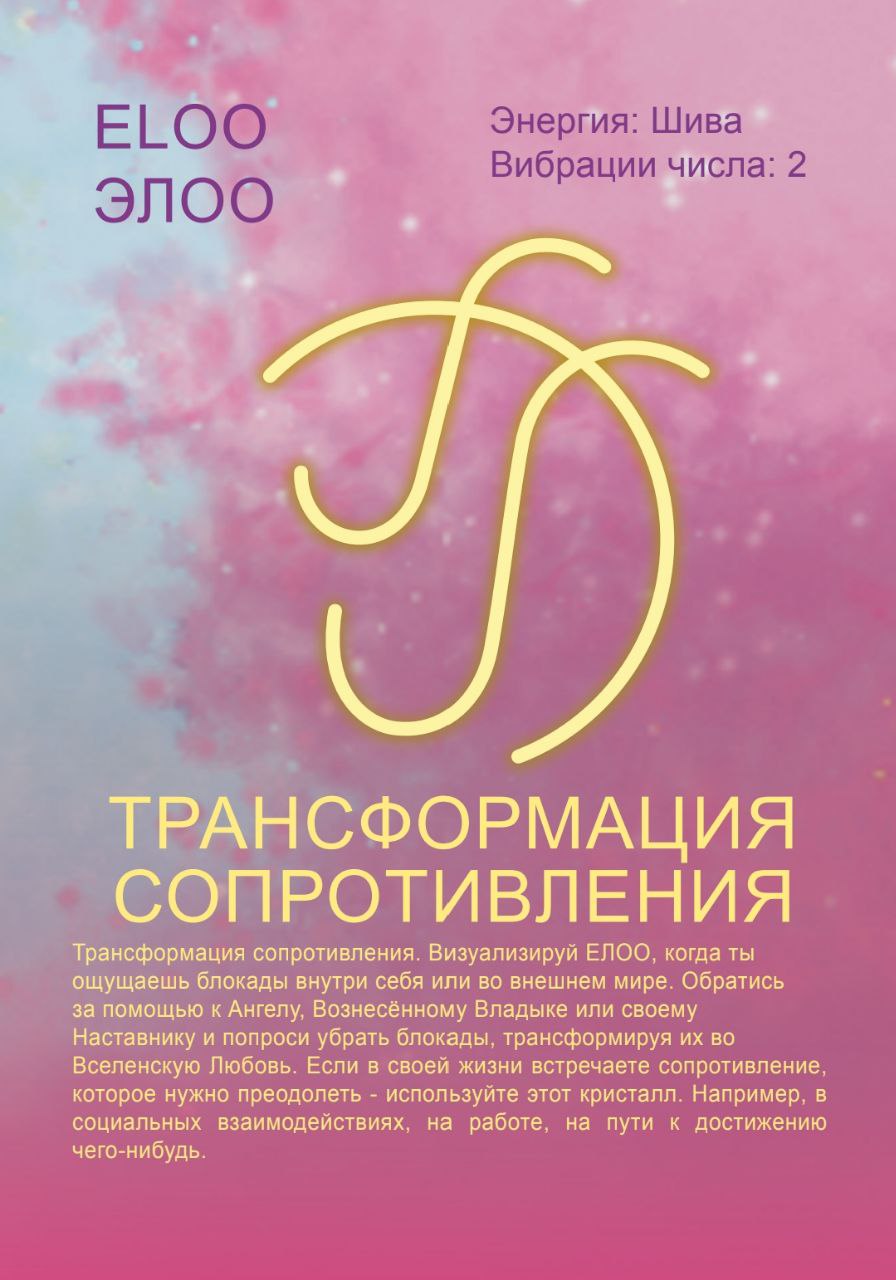 ELOO
ЭЛОО
Энергия: Шива
Вибрации числа: 2
ТРАНСФОРМАЦИЯ
СОПРОТИВЛЕНИЯ
Трансформация сопротивления. Визуализируй ЕЛОО, когда ты
ощущаешь блокады внутри себя или во внешнем мире. Обратись
за помощью к Ангелу, Вознесённому Владыке или своему
Наставнику и попроси убрать блокады, трансформируя их во
Вселенскую Любовь. Если в своей жизни встречаете сопротивление,
которое нужно преодолеть - используйте этот кристалл. Например, в
социальных взаимодействиях, на работе, на пути к достижению
чего-нибудь.